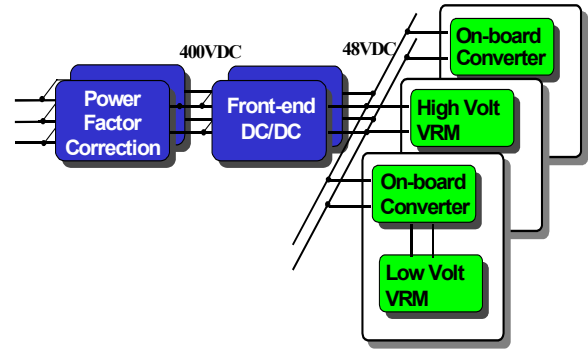 400VDC
48VDC
Power
Factor
Correction
Front-end
DC/DC
On-board
Converter
High Volt
VRM
On-board
Converter
Low Volt
VRM